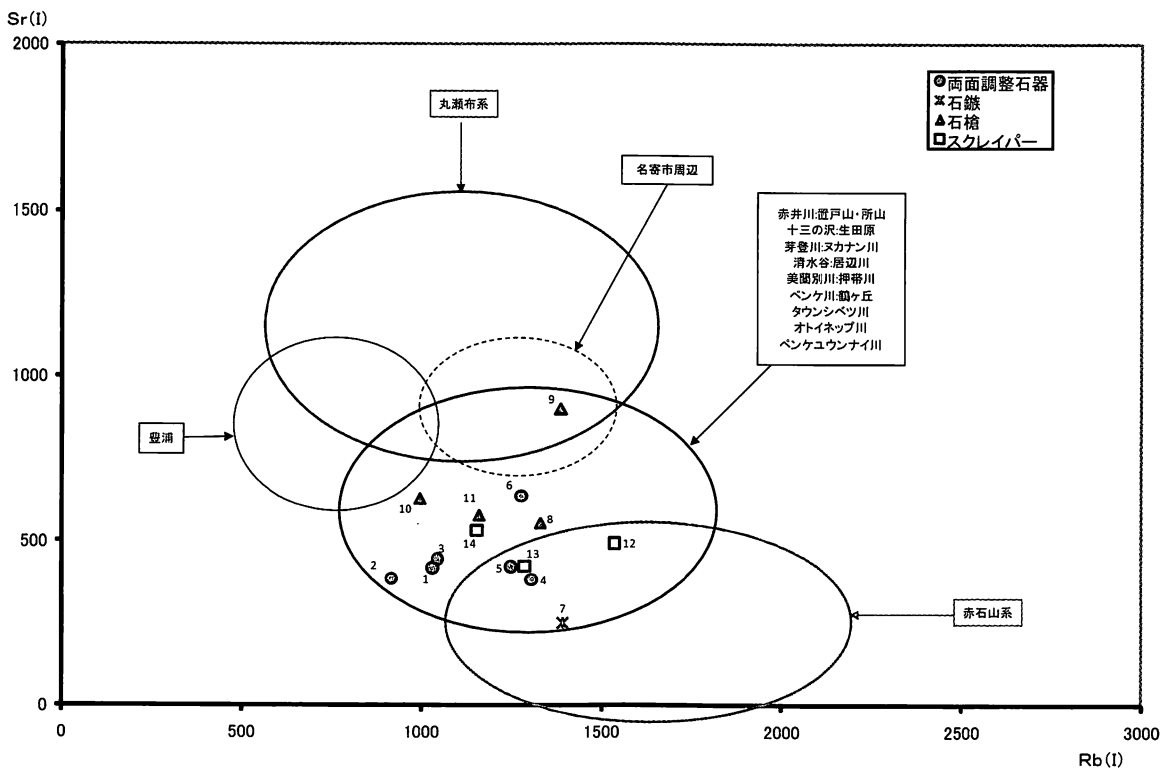 Sr(I)
2000
1500
1000
500
0
両面調整石器
石鏃
石槍
スクレイパー
丸瀬布系
名寄市周辺
赤井川:置戸山・所山
十三の沢:生田原
芽登川:ヌカナン川
清水谷:居辺川
美蔓別川:押帯川
ペンケ川:鶴ヶ丘
タウンシベツ川
オトイネップ川
ペンケユウンナイ川
豊浦
赤石山系
9
6
10
11
8
14
12
3
13
2
1
5
4
7
0
500
1000
1500
2000
2500
3000
Rb(I)